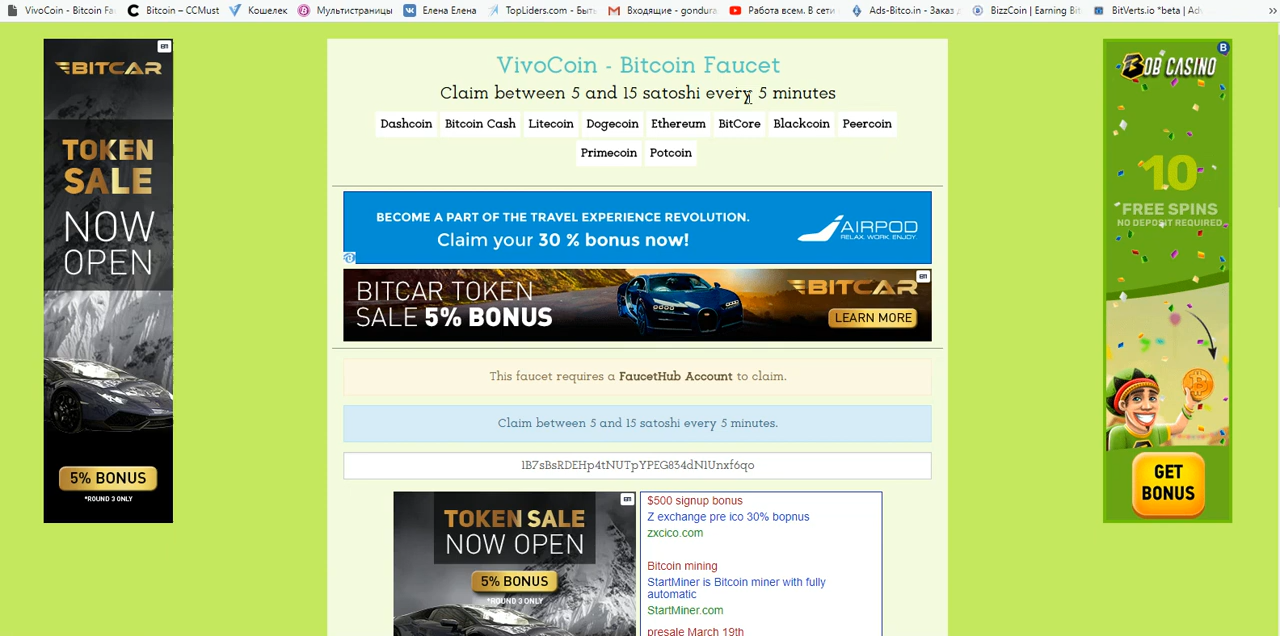 VivoCoin - Bitcoin Fa
Bitcoin – CCMust
Кошелек
Мультистраницы
Елена Елена
TopLiders.com - Быт
Входящие - gondura
Работа всем. В сети
Ads-Bitco.in - Заказ д
BizzCoin | Earning Bit
BitVerts.io *beta | Ad
VivoCoin - Bitcoin Faucet
Claim between 5 and 15 satoshi every 5 minutes
Dashcoin
Bitcoin Cash
Litecoin
Dogecoin
Ethereum
BitCore
Blackcoin
Peercoin
Primecoin
Potcoin
BITCAR
TOKEN
SALE
NOW
OPEN
5% BONUS
*ROUND 3 ONLY
BECOME A PART OF THE TRAVEL EXPERIENCE REVOLUTION.
Claim your 30 % bonus now!
AIRPOD
RELAX. WORK. ENJOY.
BITCAR TOKEN
SALE 5% BONUS
BITCAR
LEARN MORE
This faucet requires a FaucetHub Account to claim.
Claim between 5 and 15 satoshi every 5 minutes.
1B7sBsRDEHp4tNUTpYPEG834dN1Unxf6qo
TOKEN SALE
NOW OPEN
5% BONUS
*ROUND 3 ONLY
$500 signup bonus
Z exchange pre ico 30% bopnus
zxcico.com
Bitcoin mining
StartMiner is Bitcoin miner with fully
automatic
StartMiner.com
presale March 19th
BOB CASINO
10
FREE SPINS
NO DEPOSIT REQUIRED
GET
BONUS